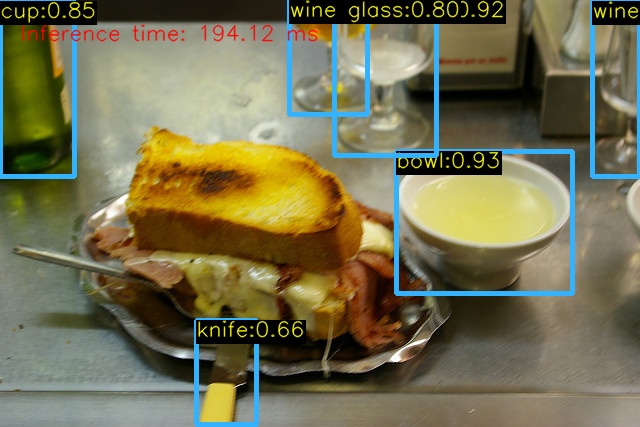 cup:0.85
wine glass:0.80).92
wine
Inference time: 194.12 ms
bowl:0.93
knife:0.66